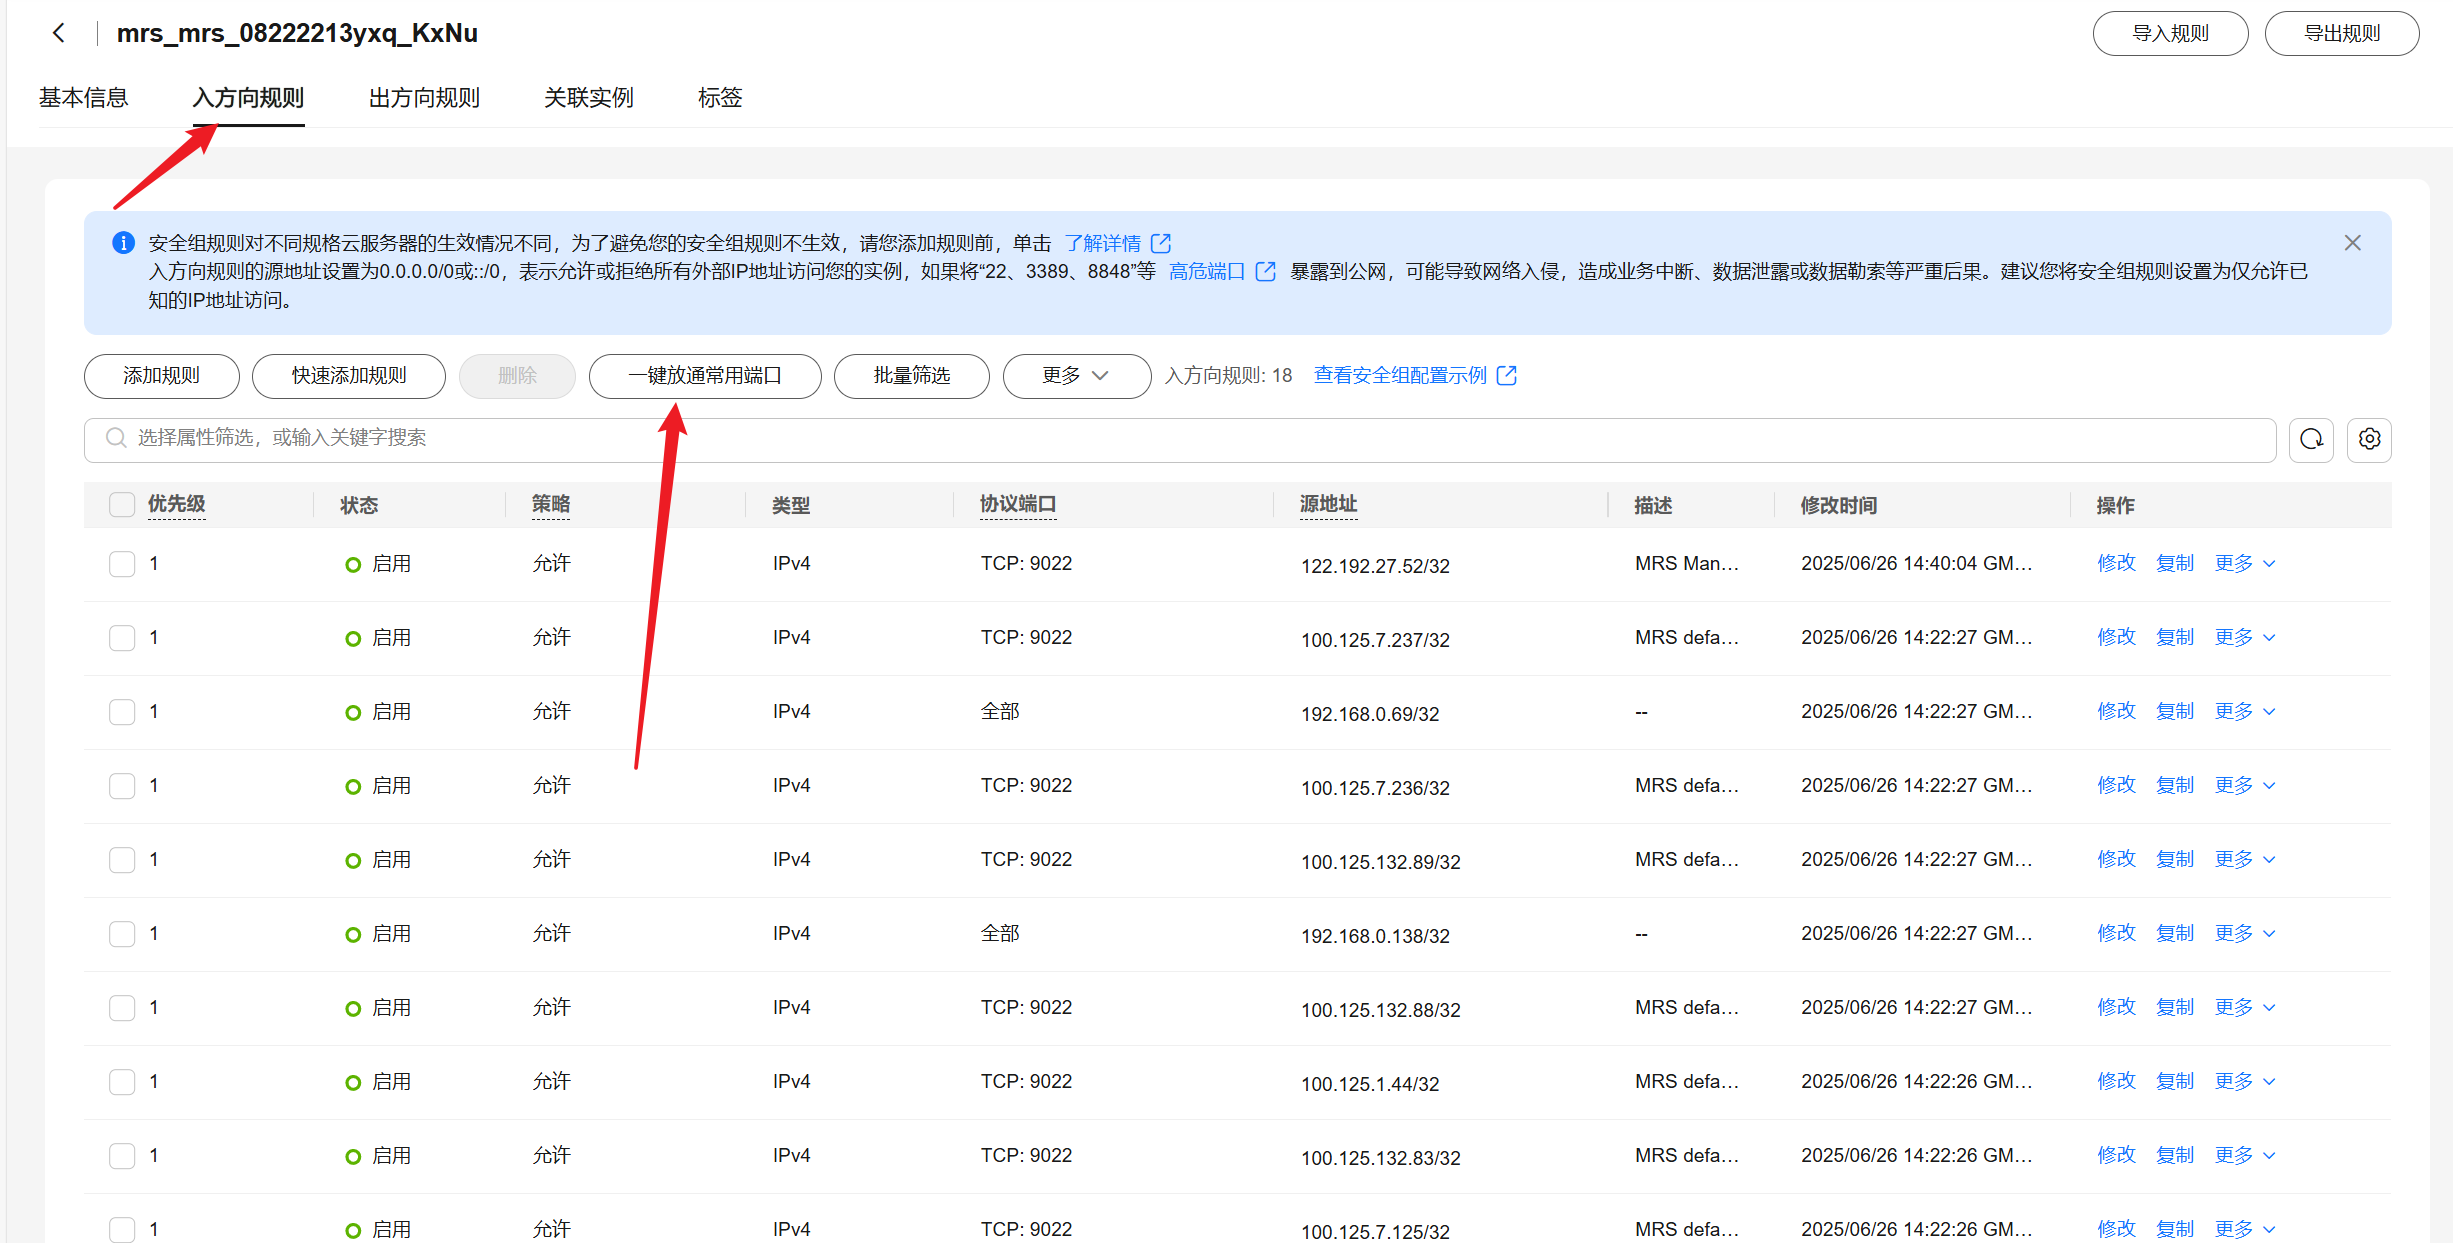 mrs_mrs_08222213yxq_KxNu
导入规则
导出规则
基本信息
入方向规则
出方向规则
关联实例
标签
安全组规则对不同规格云服务器的生效情况不同，为了避免您的安全组规则不生效，请您添加规则前，单击 了解详情
入方向规则的源地址设置为0.0.0.0/0或::/0，表示允许或拒绝所有外部IP地址访问您的实例，如果将“22、3389、8848”等 高危端口 暴露到公网，可能导致网络入侵，造成业务中断、数据泄露或数据勒索等严重后果。建议您将安全组规则设置为仅允许已
知的IP地址访问。
添加规则
快速添加规则
删除
一键放通常用端口
批量筛选
更多
入方向规则: 18
查看安全组配置示例
选择属性筛选，或输入关键字搜索
优先级 状态 策略 类型 协议端口 源地址 描述 修改时间 操作
1 启用 允许 IPv4 TCP: 9022 122.192.27.52/32 MRS Man... 2025/06/26 14:40:04 GM... 修改 复制 更多
1 启用 允许 IPv4 TCP: 9022 100.125.7.237/32 MRS defa... 2025/06/26 14:22:27 GM... 修改 复制 更多
1 启用 允许 IPv4 全部 192.168.0.69/32 -- 2025/06/26 14:22:27 GM... 修改 复制 更多
1 启用 允许 IPv4 TCP: 9022 100.125.7.236/32 MRS defa... 2025/06/26 14:22:27 GM... 修改 复制 更多
1 启用 允许 IPv4 TCP: 9022 100.125.132.89/32 MRS defa... 2025/06/26 14:22:27 GM... 修改 复制 更多
1 启用 允许 IPv4 全部 192.168.0.138/32 -- 2025/06/26 14:22:27 GM... 修改 复制 更多
1 启用 允许 IPv4 TCP: 9022 100.125.132.88/32 MRS defa... 2025/06/26 14:22:27 GM... 修改 复制 更多
1 启用 允许 IPv4 TCP: 9022 100.125.1.44/32 MRS defa... 2025/06/26 14:22:26 GM... 修改 复制 更多
1 启用 允许 IPv4 TCP: 9022 100.125.132.83/32 MRS defa... 2025/06/26 14:22:26 GM... 修改 复制 更多
1 启用 允许 IPv4 TCP: 9022 100.125.7.125/32 MRS defa... 2025/06/26 14:22:26 GM... 修改 复制 更多